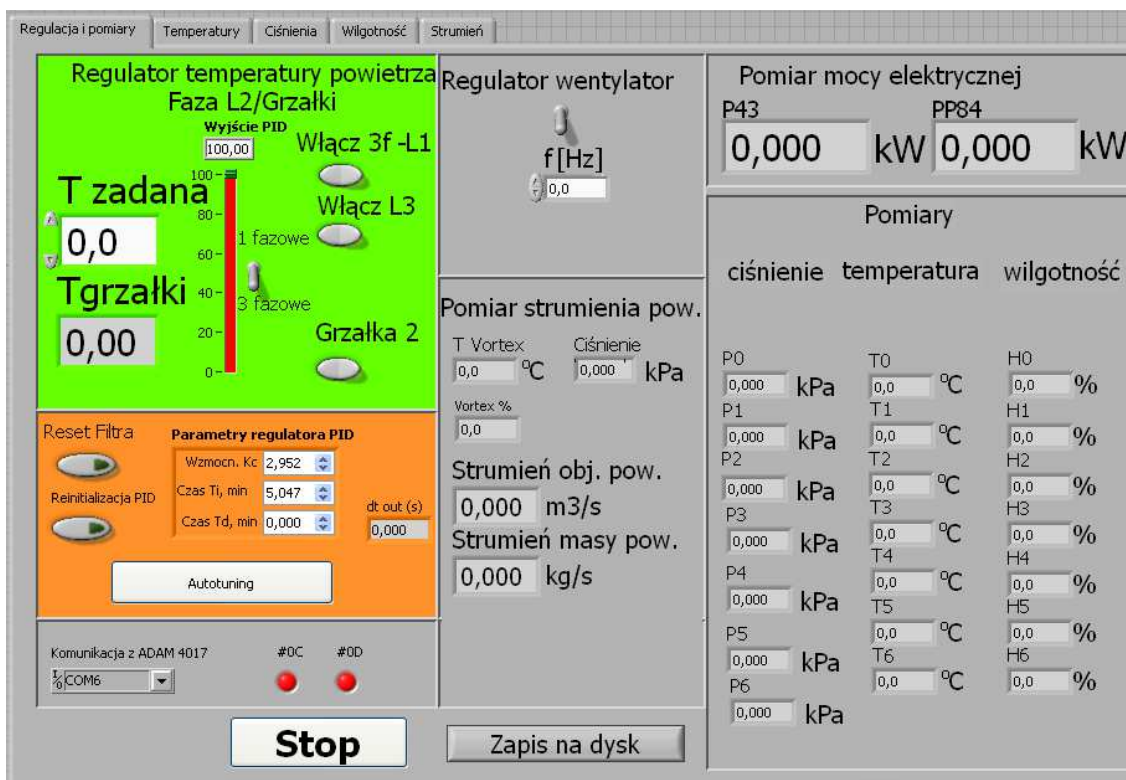 Regulacja i pomiary Temperatury Ciśnienia Wilgotność Strumień
Regulator temperatury powietrza
Faza L2/Grzałki
Wyjście PID
100,00
Włącz 3f -L1
T zadana
0,0
Włącz L3
100
80
60
40
20
0
1 fazowe
3 fazowe
Tgrzałki
0,00
Grzałka 2
Reset Filtra
Reinitializacja PID
Parametry regulatora PID
Wzmocn. Kc 2,952
Czas Ti, min 5,047
Czas Td, min 0,000
dt out (s)
0,000
Autotuning
Komunikacja z ADAM 4017
COM6
#0C #0D
Stop
Regulator wentylator
f [Hz]
0,0
Pomiar strumienia pow.
T Vortex Ciśnienie
0,0 °C 0,000 kPa
Vortex %
0,0
Strumień obj. pow.
0,000 m3/s
Strumień masy pow.
0,000 kg/s
Zapis na dysk
Pomiar mocy elektrycznej
P43 PP84
0,000 kW 0,000 kW
Pomiary
ciśnienie temperatura wilgotność
P0 T0 H0
0,000 kPa 0,0 °C 0,0 %
P1 T1 H1
0,000 kPa 0,0 °C 0,0 %
P2 T2 H2
0,000 kPa 0,0 °C 0,0 %
P3 T3 H3
0,000 kPa 0,0 °C 0,0 %
P4 T4 H4
0,000 kPa 0,0 °C 0,0 %
P5 T5 H5
0,000 kPa 0,0 °C 0,0 %
P6 T6 H6
0,000 kPa 0,0 °C 0,0 %